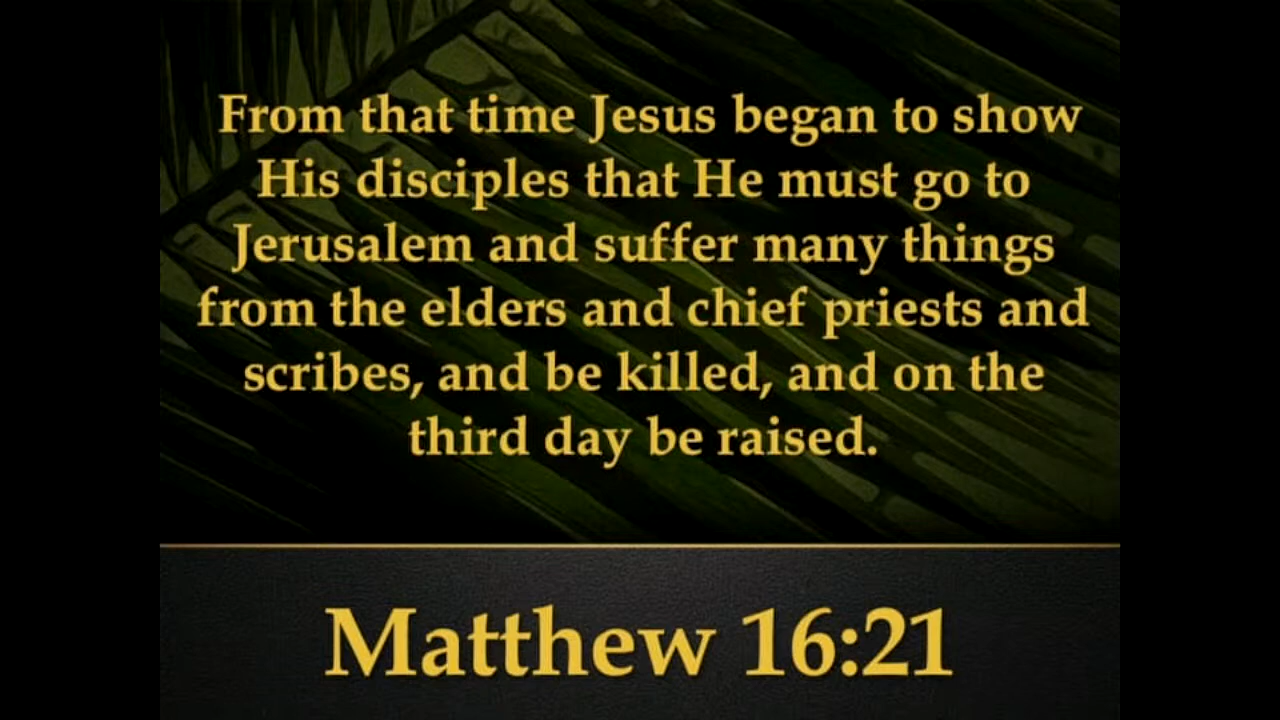 From that time Jesus began to show
His disciples that He must go to
Jerusalem and suffer many things
from the elders and chief priests and
scribes, and be killed, and on the
third day be raised.
Matthew 16:21